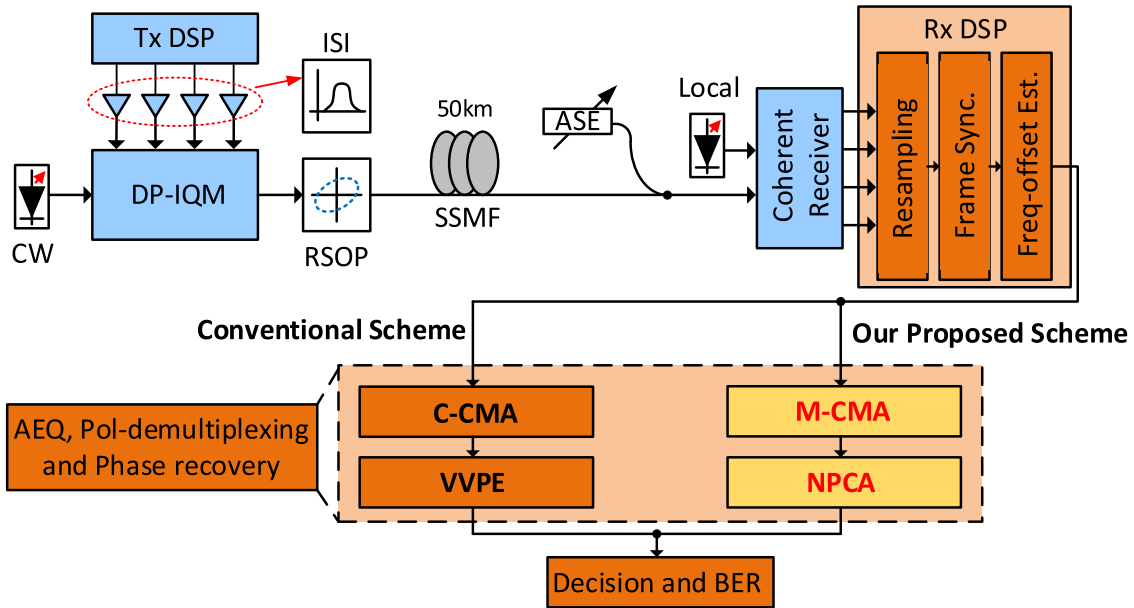 Tx DSP
ISI
CW
DP-IQM
RSOP
50km
SSMF
ASE
Local
Coherent
Receiver
Rx DSP
Resampling
Frame Sync.
Freq-offset Est.
Conventional Scheme
Our Proposed Scheme
AEQ, Pol-demultiplexing
and Phase recovery
C-CMA
M-CMA
VVPE
NPCA
Decision and BER